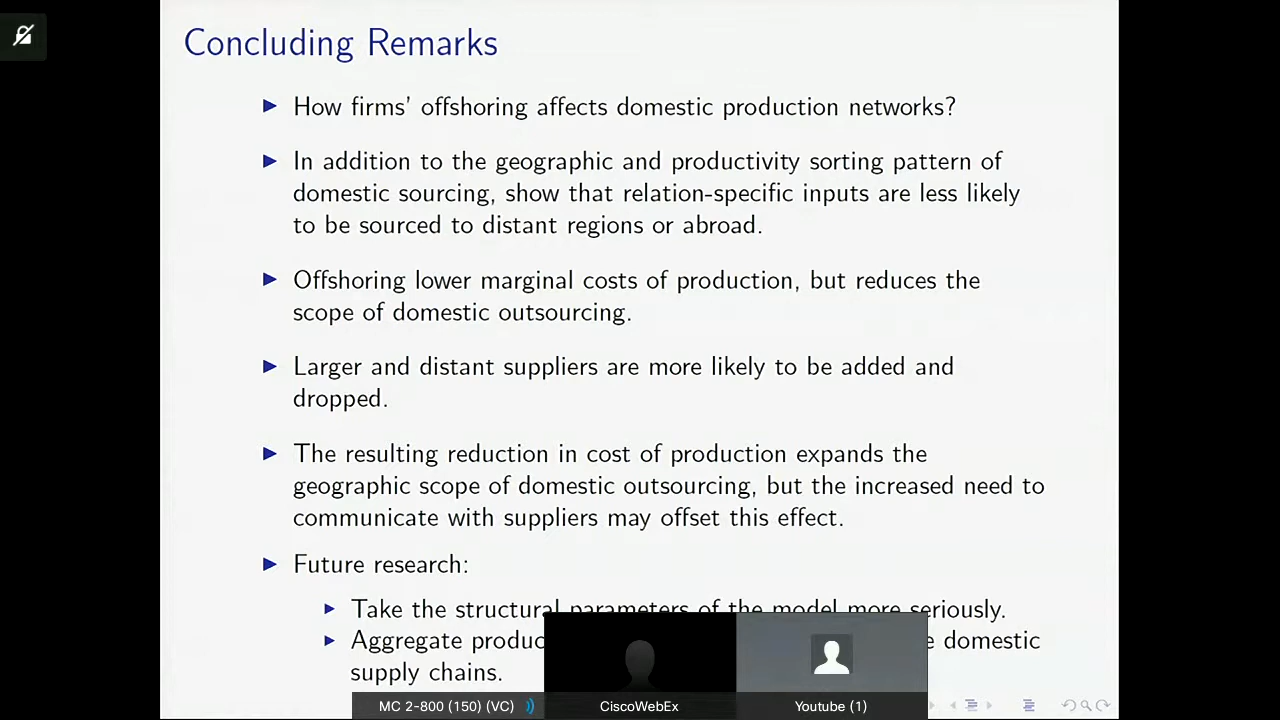 Concluding Remarks
How firms' offshoring affects domestic production networks?
In addition to the geographic and productivity sorting pattern of
domestic sourcing, show that relation-specific inputs are less likely
to be sourced to distant regions or abroad.
Offshoring lower marginal costs of production, but reduces the
scope of domestic outsourcing.
Larger and distant suppliers are more likely to be added and
dropped.
The resulting reduction in cost of production expands the
geographic scope of domestic outsourcing, but the increased need to
communicate with suppliers may offset this effect.
Future research:
Take the structural parameters of the model more seriously.
Aggregate domestic
supply chains.
MC 2-800 (150) (VC)
CiscoWebEx
Youtube (1)